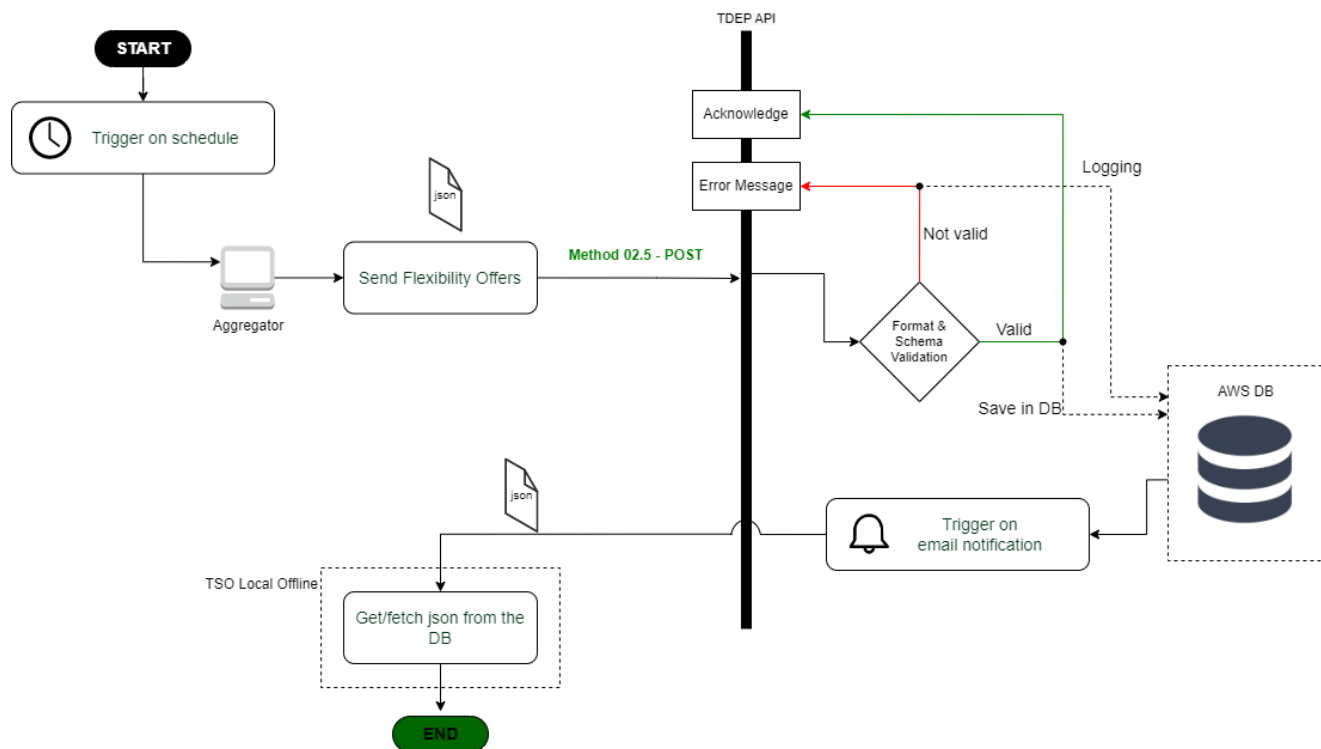 TDEP API
START
Acknowledge
Trigger on schedule
Logging
json
Error Message
Not valid
Method 02.5 - POST
Send Flexibility Offers
Aggregator
Format &
Schema
Validation
Valid
Save in DB
AWS DB
json
Trigger on
email notification
TSO Local Offline
Get/fetch json from the
DB
END